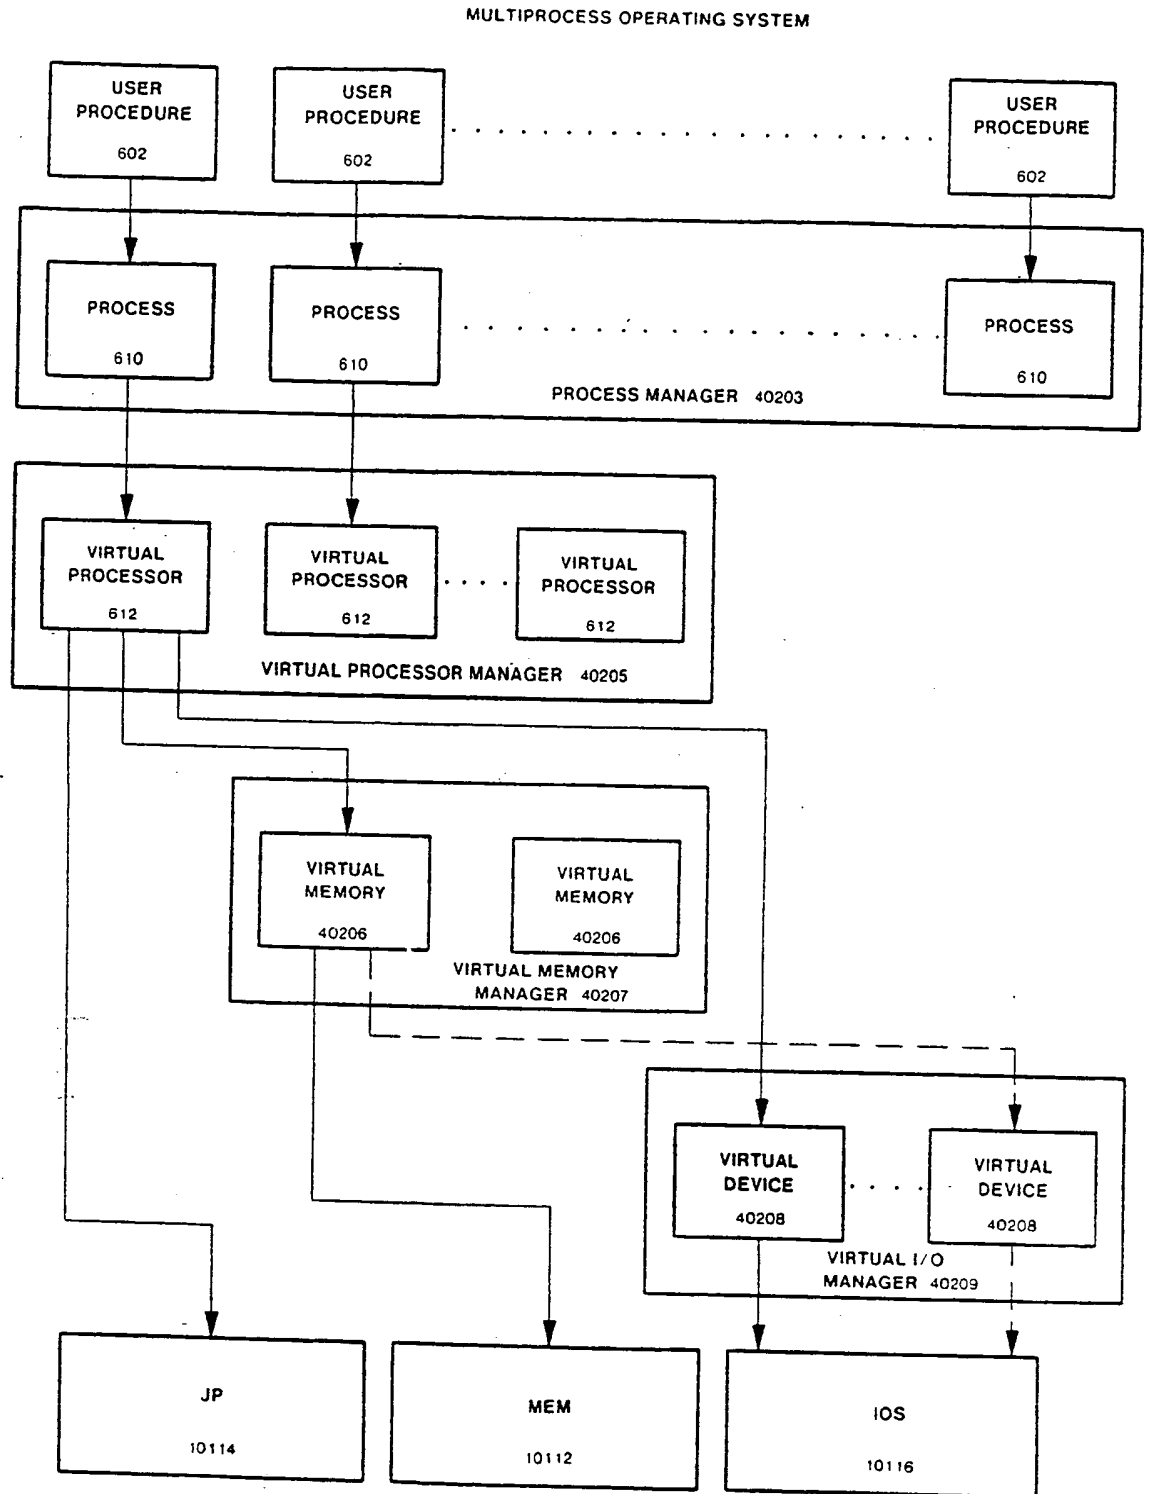 MULTIPROCESS OPERATING SYSTEM
USER
PROCEDURE
602
USER
PROCEDURE
602
USER
PROCEDURE
602
PROCESS
610
PROCESS
610
PROCESS
610
PROCESS MANAGER 40203
VIRTUAL
PROCESSOR
612
VIRTUAL
PROCESSOR
612
VIRTUAL
PROCESSOR
612
VIRTUAL PROCESSOR MANAGER 40205
VIRTUAL
MEMORY
40206
VIRTUAL
MEMORY
40206
VIRTUAL MEMORY
MANAGER 40207
VIRTUAL
DEVICE
40208
VIRTUAL
DEVICE
40208
VIRTUAL I/O
MANAGER 40209
JP
10114
MEM
10112
IOS
10116